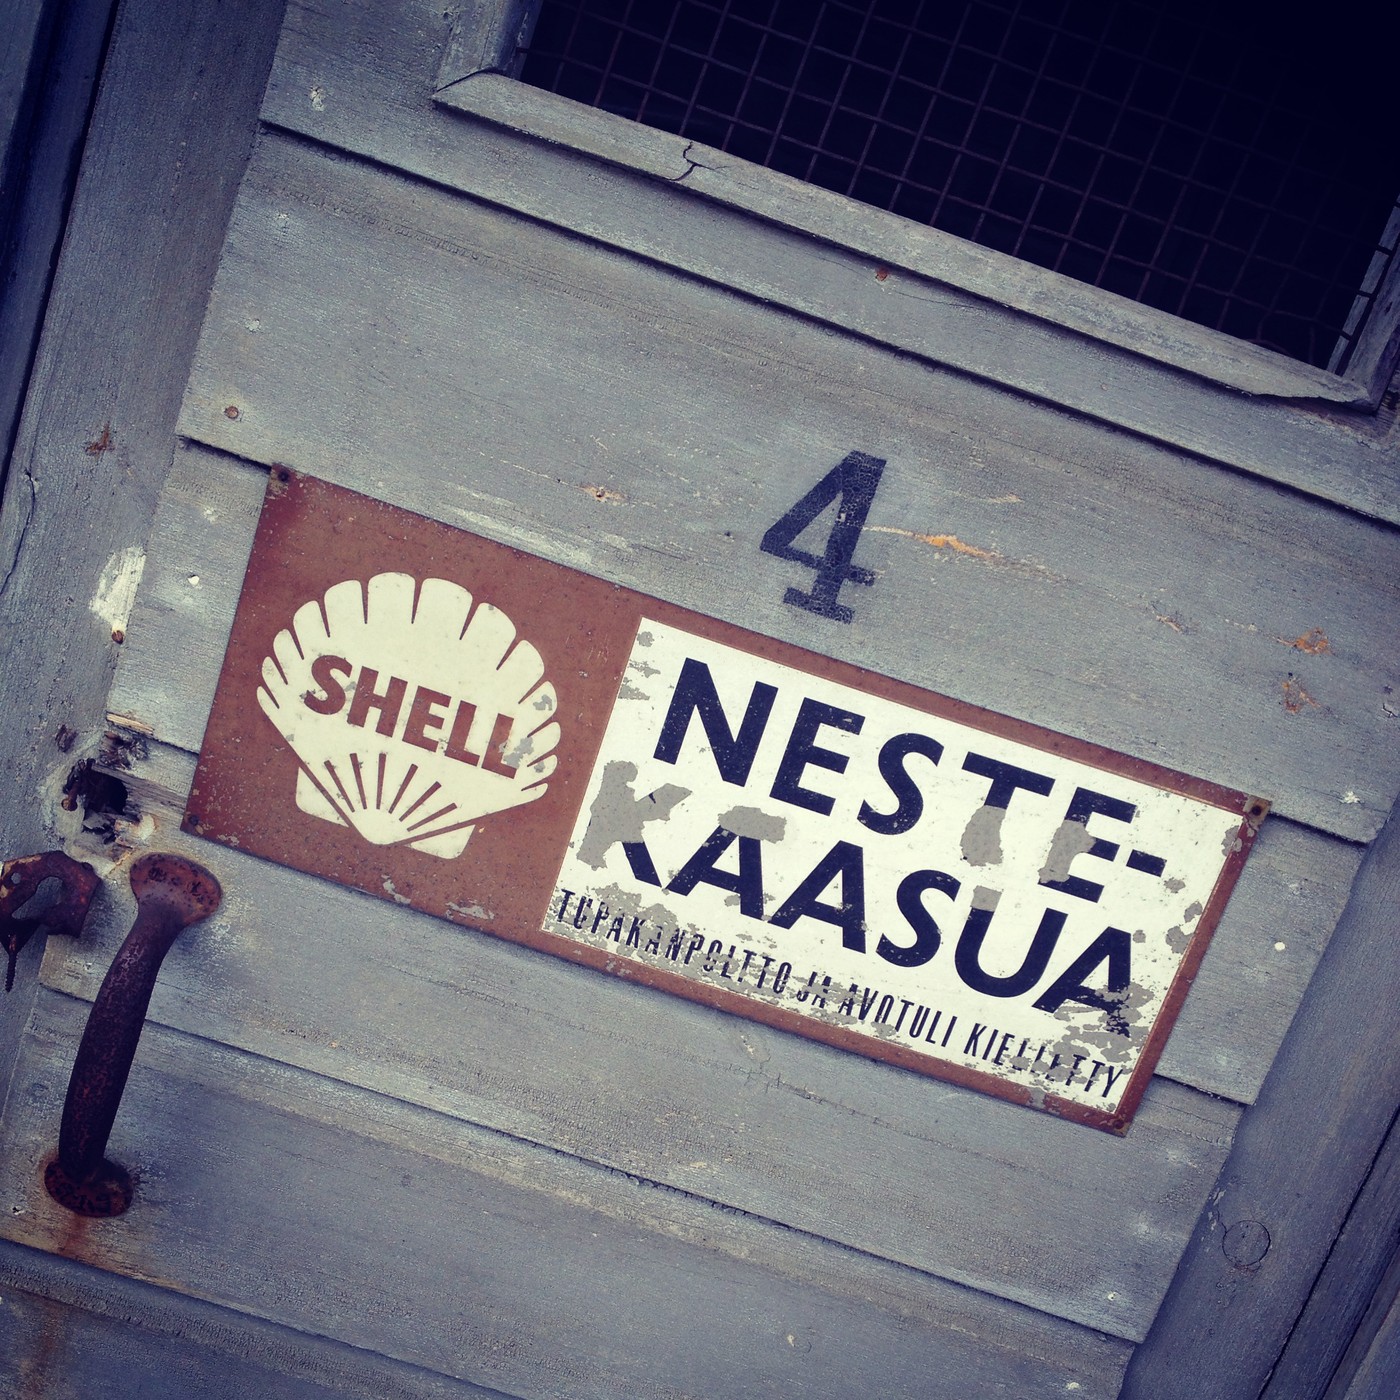 4
SHELL
NESTE-
KAASUA
TUPAKANPOLTTO JA AVOTULI KIELLETTY